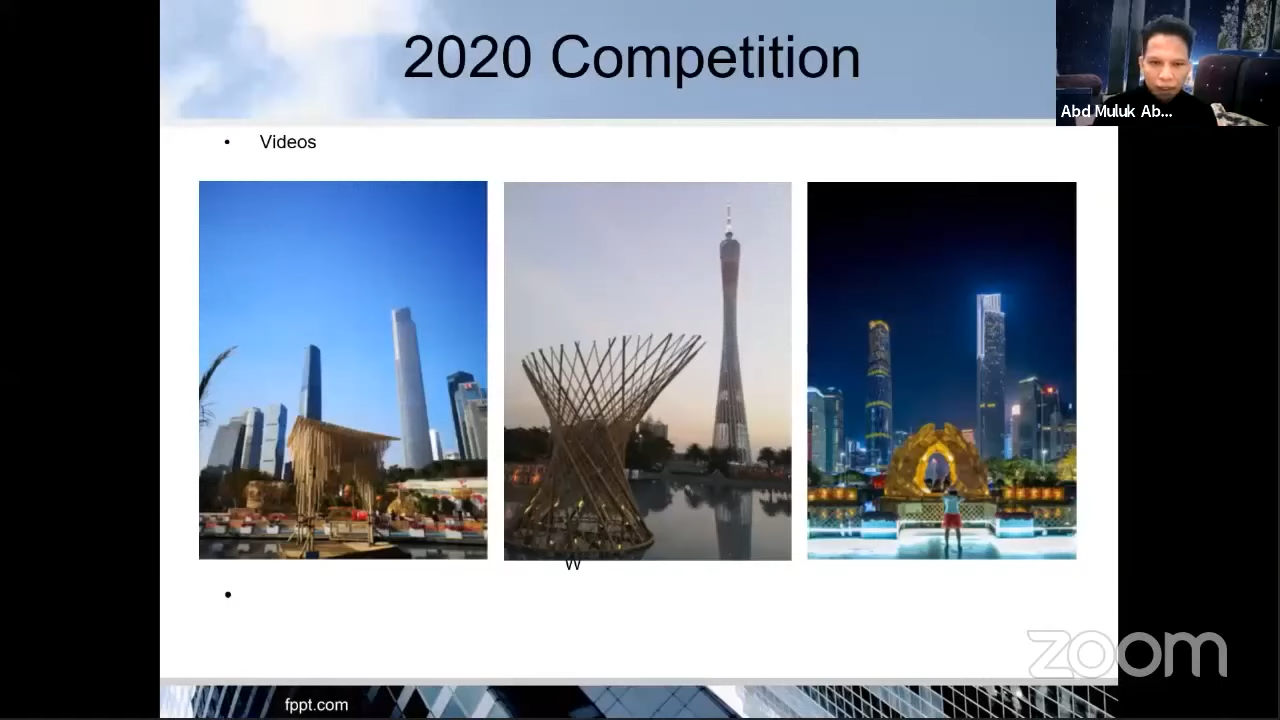 2020 Competition
Abd Muluk Ab...
• Videos
W
•
fppt.com
zoom